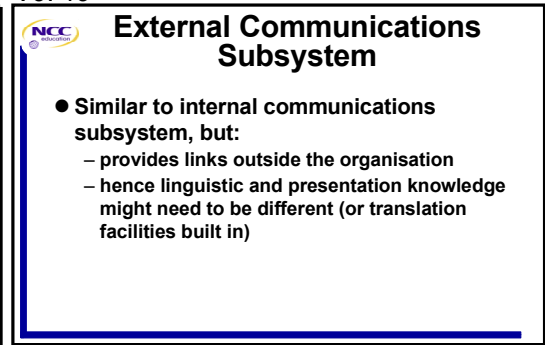 NCC
education
External Communications
Subsystem
● Similar to internal communications
subsystem, but:
– provides links outside the organisation
– hence linguistic and presentation knowledge
might need to be different (or translation
facilities built in)